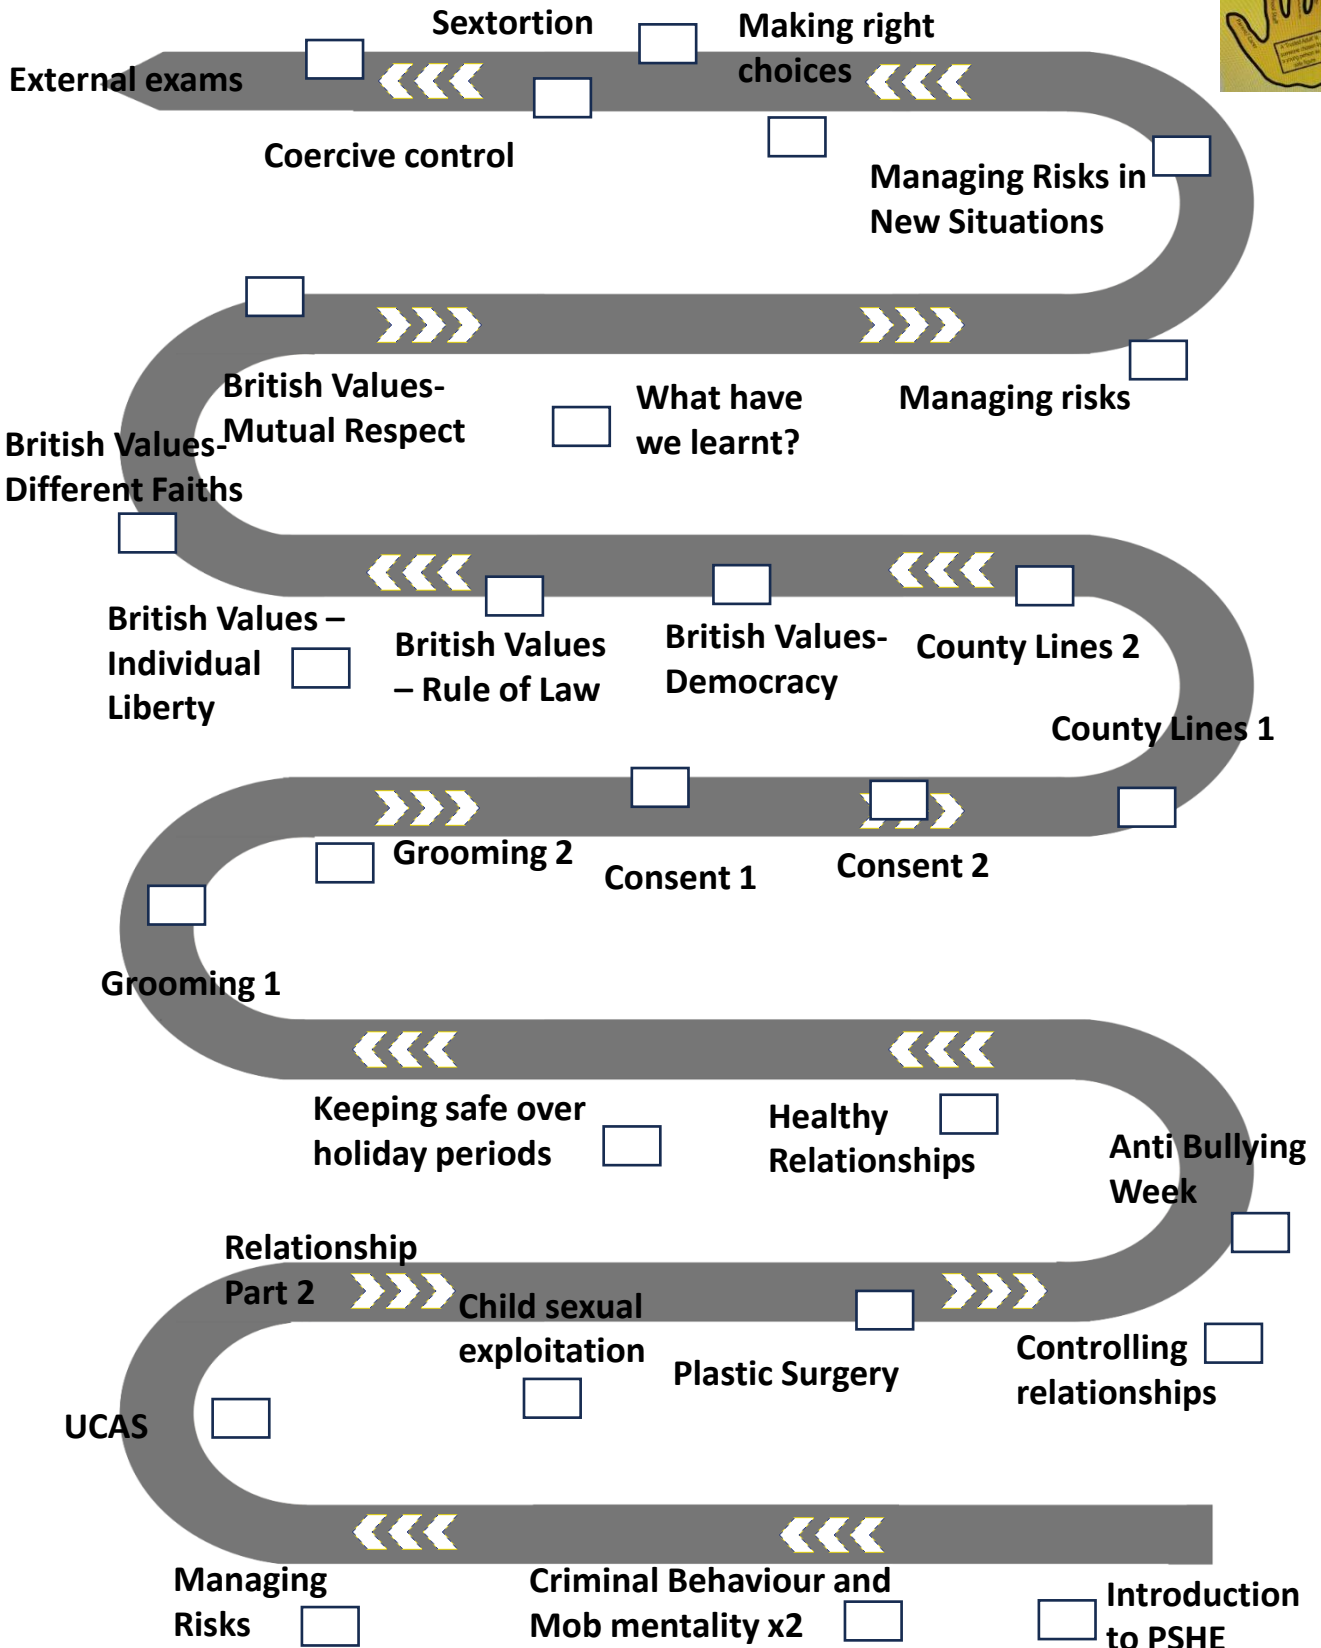 Sextortion
Making right
choices
External exams
Coercive control
Managing Risks in
New Situations
British Values-
Mutual Respect
What have
we learnt?
Managing risks
British Values-
Different Faiths
British Values –
Individual
Liberty
British Values
– Rule of Law
British Values-
Democracy
County Lines 2
County Lines 1
Grooming 2
Consent 1
Consent 2
Grooming 1
Keeping safe over
holiday periods
Healthy
Relationships
Anti Bullying
Week
Relationship
Part 2
Child sexual
exploitation
Plastic Surgery
Controlling
relationships
UCAS
Managing
Risks
Criminal Behaviour and
Mob mentality x2
Introduction
to PSHE